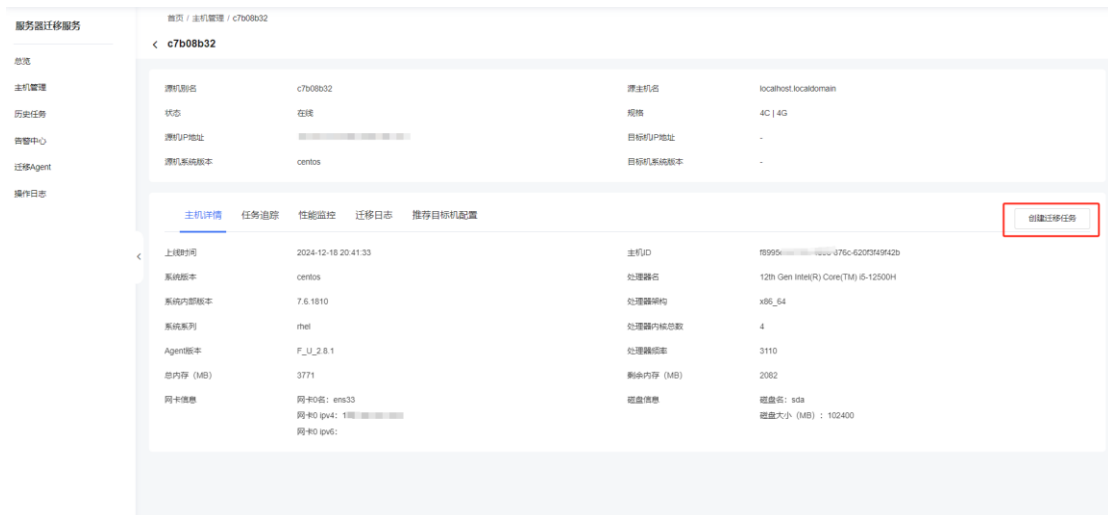 服务器迁移服务
总览
主机管理
历史任务
告警中心
迁移Agent
操作日志
首页 / 主机管理 / c7b08b32
c7b08b32
源机别名 c7b08b32 源主机名 localhost.localdomain
状态 在线 规格 4C | 4G
源机IP地址 目标机IP地址 -
源机系统版本 centos 目标机系统版本 -
主机详情 任务追踪 性能监控 迁移日志 推荐目标机配置 创建迁移任务
上线时间 2024-12-18 20:41:33 主机ID f8995 376c-620f3f49f42b
系统版本 centos 处理器名 12th Gen Intel(R) Core(TM) i5-12500H
系统内部版本 7.6.1810 处理器架构 x86_64
系统系列 rhel 处理器内核总数 4
Agent版本 F_U_2.8.1 处理器频率 3110
总内存（MB） 3771 剩余内存（MB） 2082
网卡信息 网卡0名：ens33 磁盘信息 磁盘名：sda
网卡0 ipv4：1 磁盘大小（MB）：102400
网卡0 ipv6：